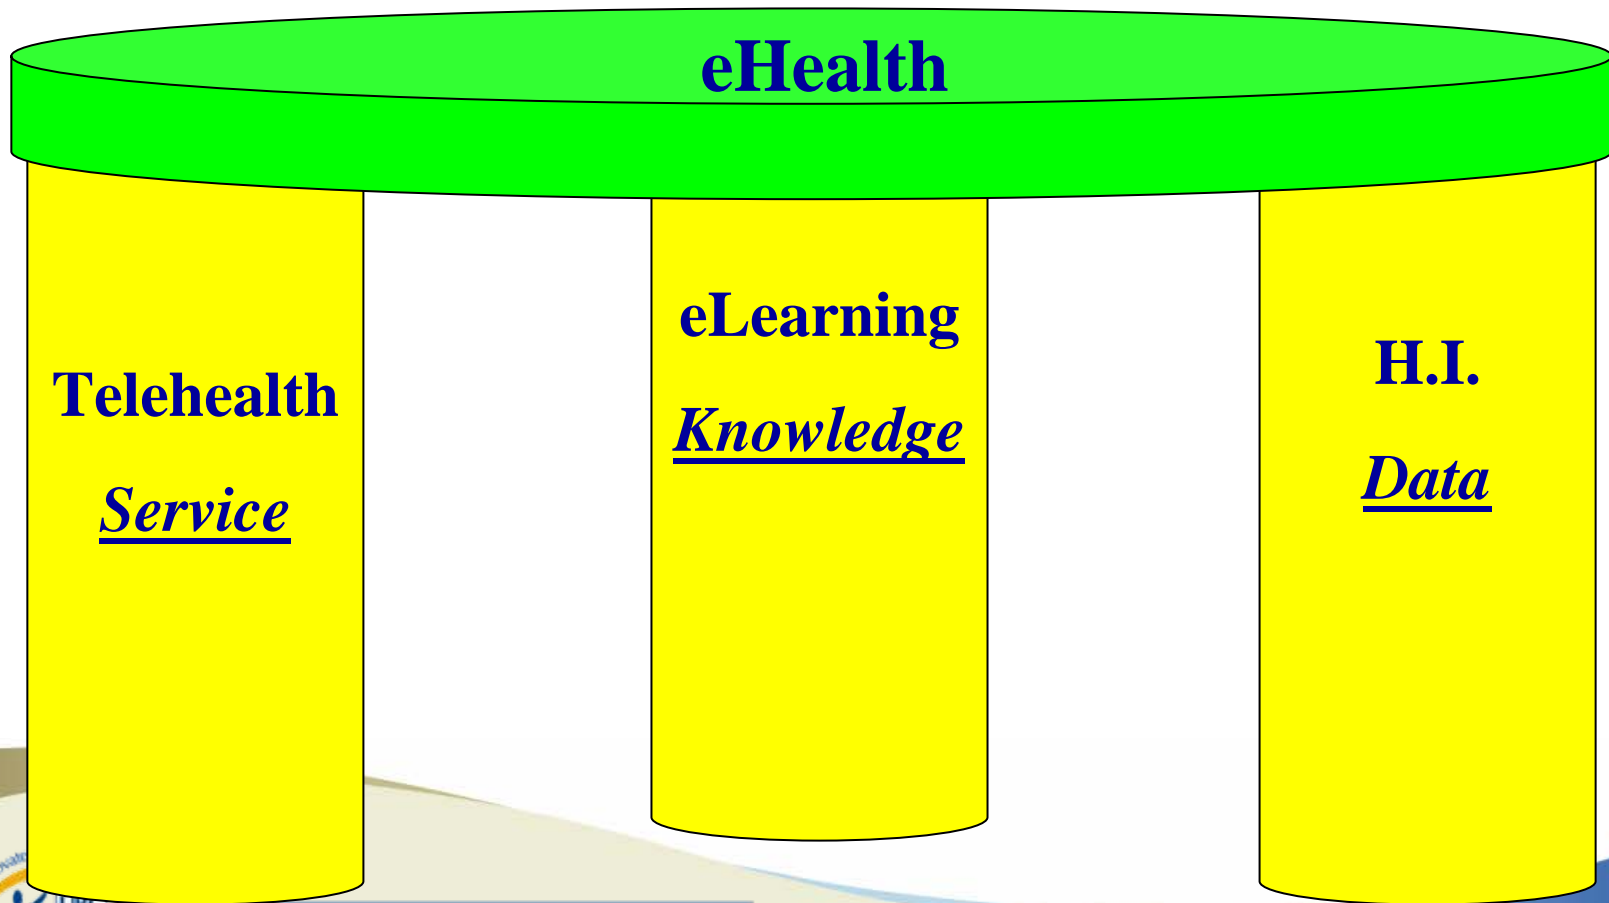 eHealth
Telehealth
Service
eLearning
Knowledge
H.I.
Data